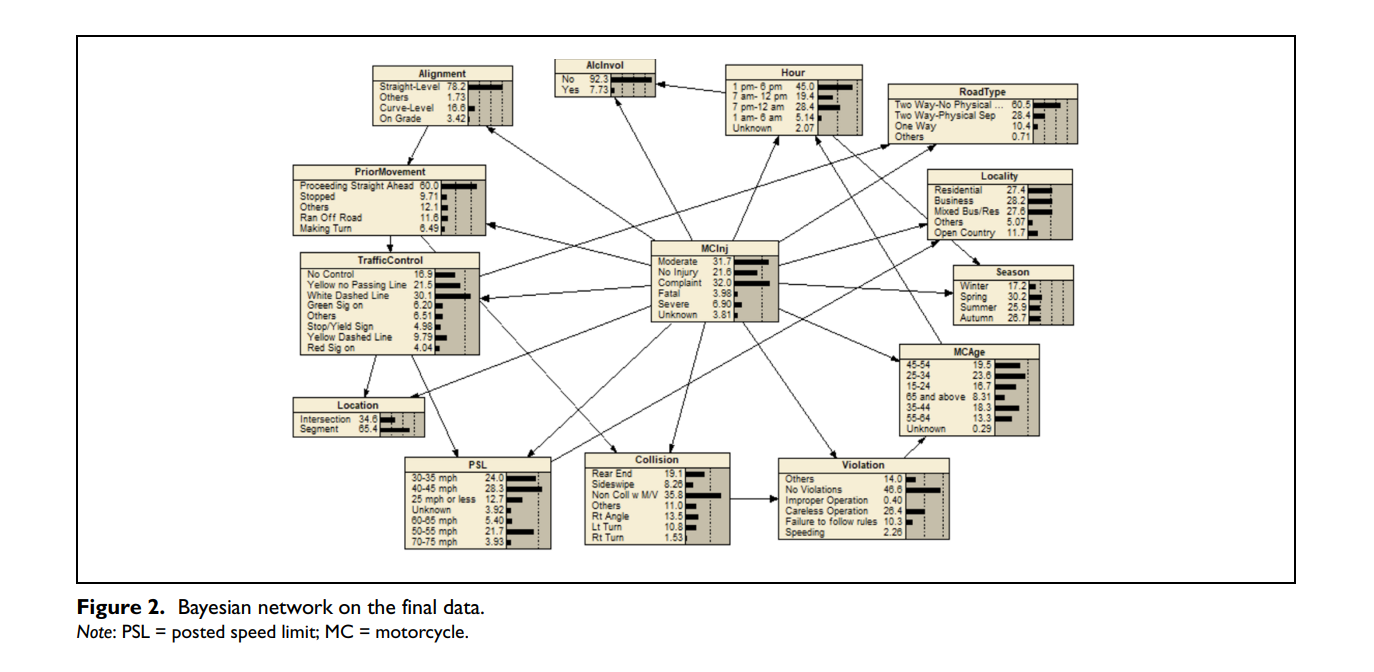 Alignment
Straight-Level 78.2
Others 1.73
Curve-Level 16.6
On Grade 3.42
AlcInvol
No 92.3
Yes 7.73
Hour
1 pm- 6 pm 45.0
7 am- 12 pm 19.4
7 pm-12 am 28.4
1 am- 6 am 5.14
Unknown 2.07
RoadType
Two Way-No Physical ... 60.5
Two Way-Physical Sep 28.4
One Way 10.4
Others 0.71
PriorMovement
Proceeding Straight Ahead 60.0
Stopped 9.71
Others 12.1
Ran Off Road 11.6
Making Turn 6.49
Locality
Residential 27.4
Business 28.2
Mixed Bus/Res 27.6
Others 5.07
Open Country 11.7
MCInj
Moderate 31.7
No Injury 21.6
Complaint 32.0
Fatal 3.98
Severe 6.90
Unknown 3.81
TrafficControl
No Control 16.9
Yellow no Passing Line 21.5
White Dashed Line 30.1
Green Sig on 6.20
Others 6.51
Stop/Yield Sign 4.98
Yellow Dashed Line 9.79
Red Sig on 4.04
Season
Winter 17.2
Spring 30.2
Summer 25.9
Autumn 26.7
MCAge
45-54 19.5
25-34 23.6
15-24 16.7
65 and above 8.31
35-44 18.3
55-64 13.3
Unknown 0.29
Location
Intersection 34.6
Segment 65.4
PSL
30-35 mph 24.0
40-45 mph 28.3
25 mph or less 12.7
Unknown 3.92
60-65 mph 5.40
50-55 mph 21.7
70-75 mph 3.93
Collision
Rear End 19.1
Sideswipe 8.26
Non Coll w M/V 35.8
Others 11.0
Rt Angle 13.5
Lt Turn 10.8
Rt Turn 1.53
Violation
Others 14.0
No Violations 46.6
Improper Operation 0.40
Careless Operation 26.4
Failure to follow rules 10.3
Speeding 2.26
Figure 2. Bayesian network on the final data.
Note: PSL = posted speed limit; MC = motorcycle.